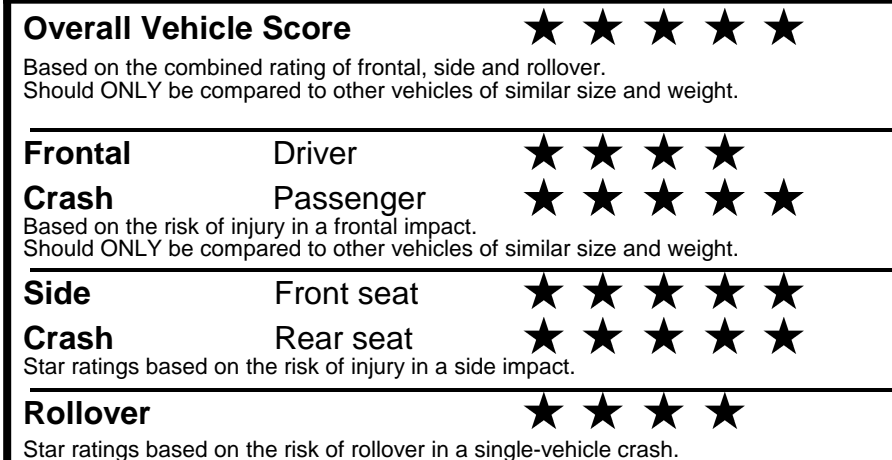 Overall Vehicle Score ★ ★ ★ ★ ★
Based on the combined rating of frontal, side and rollover.
Should ONLY be compared to other vehicles of similar size and weight.
Frontal Driver ★ ★ ★ ★
Crash Passenger ★ ★ ★ ★ ★
Based on the risk of injury in a frontal impact.
Should ONLY be compared to other vehicles of similar size and weight.
Side Front seat ★ ★ ★ ★ ★
Crash Rear seat ★ ★ ★ ★ ★
Star ratings based on the risk of injury in a side impact.
Rollover ★ ★ ★ ★
Star ratings based on the risk of rollover in a single-vehicle crash.